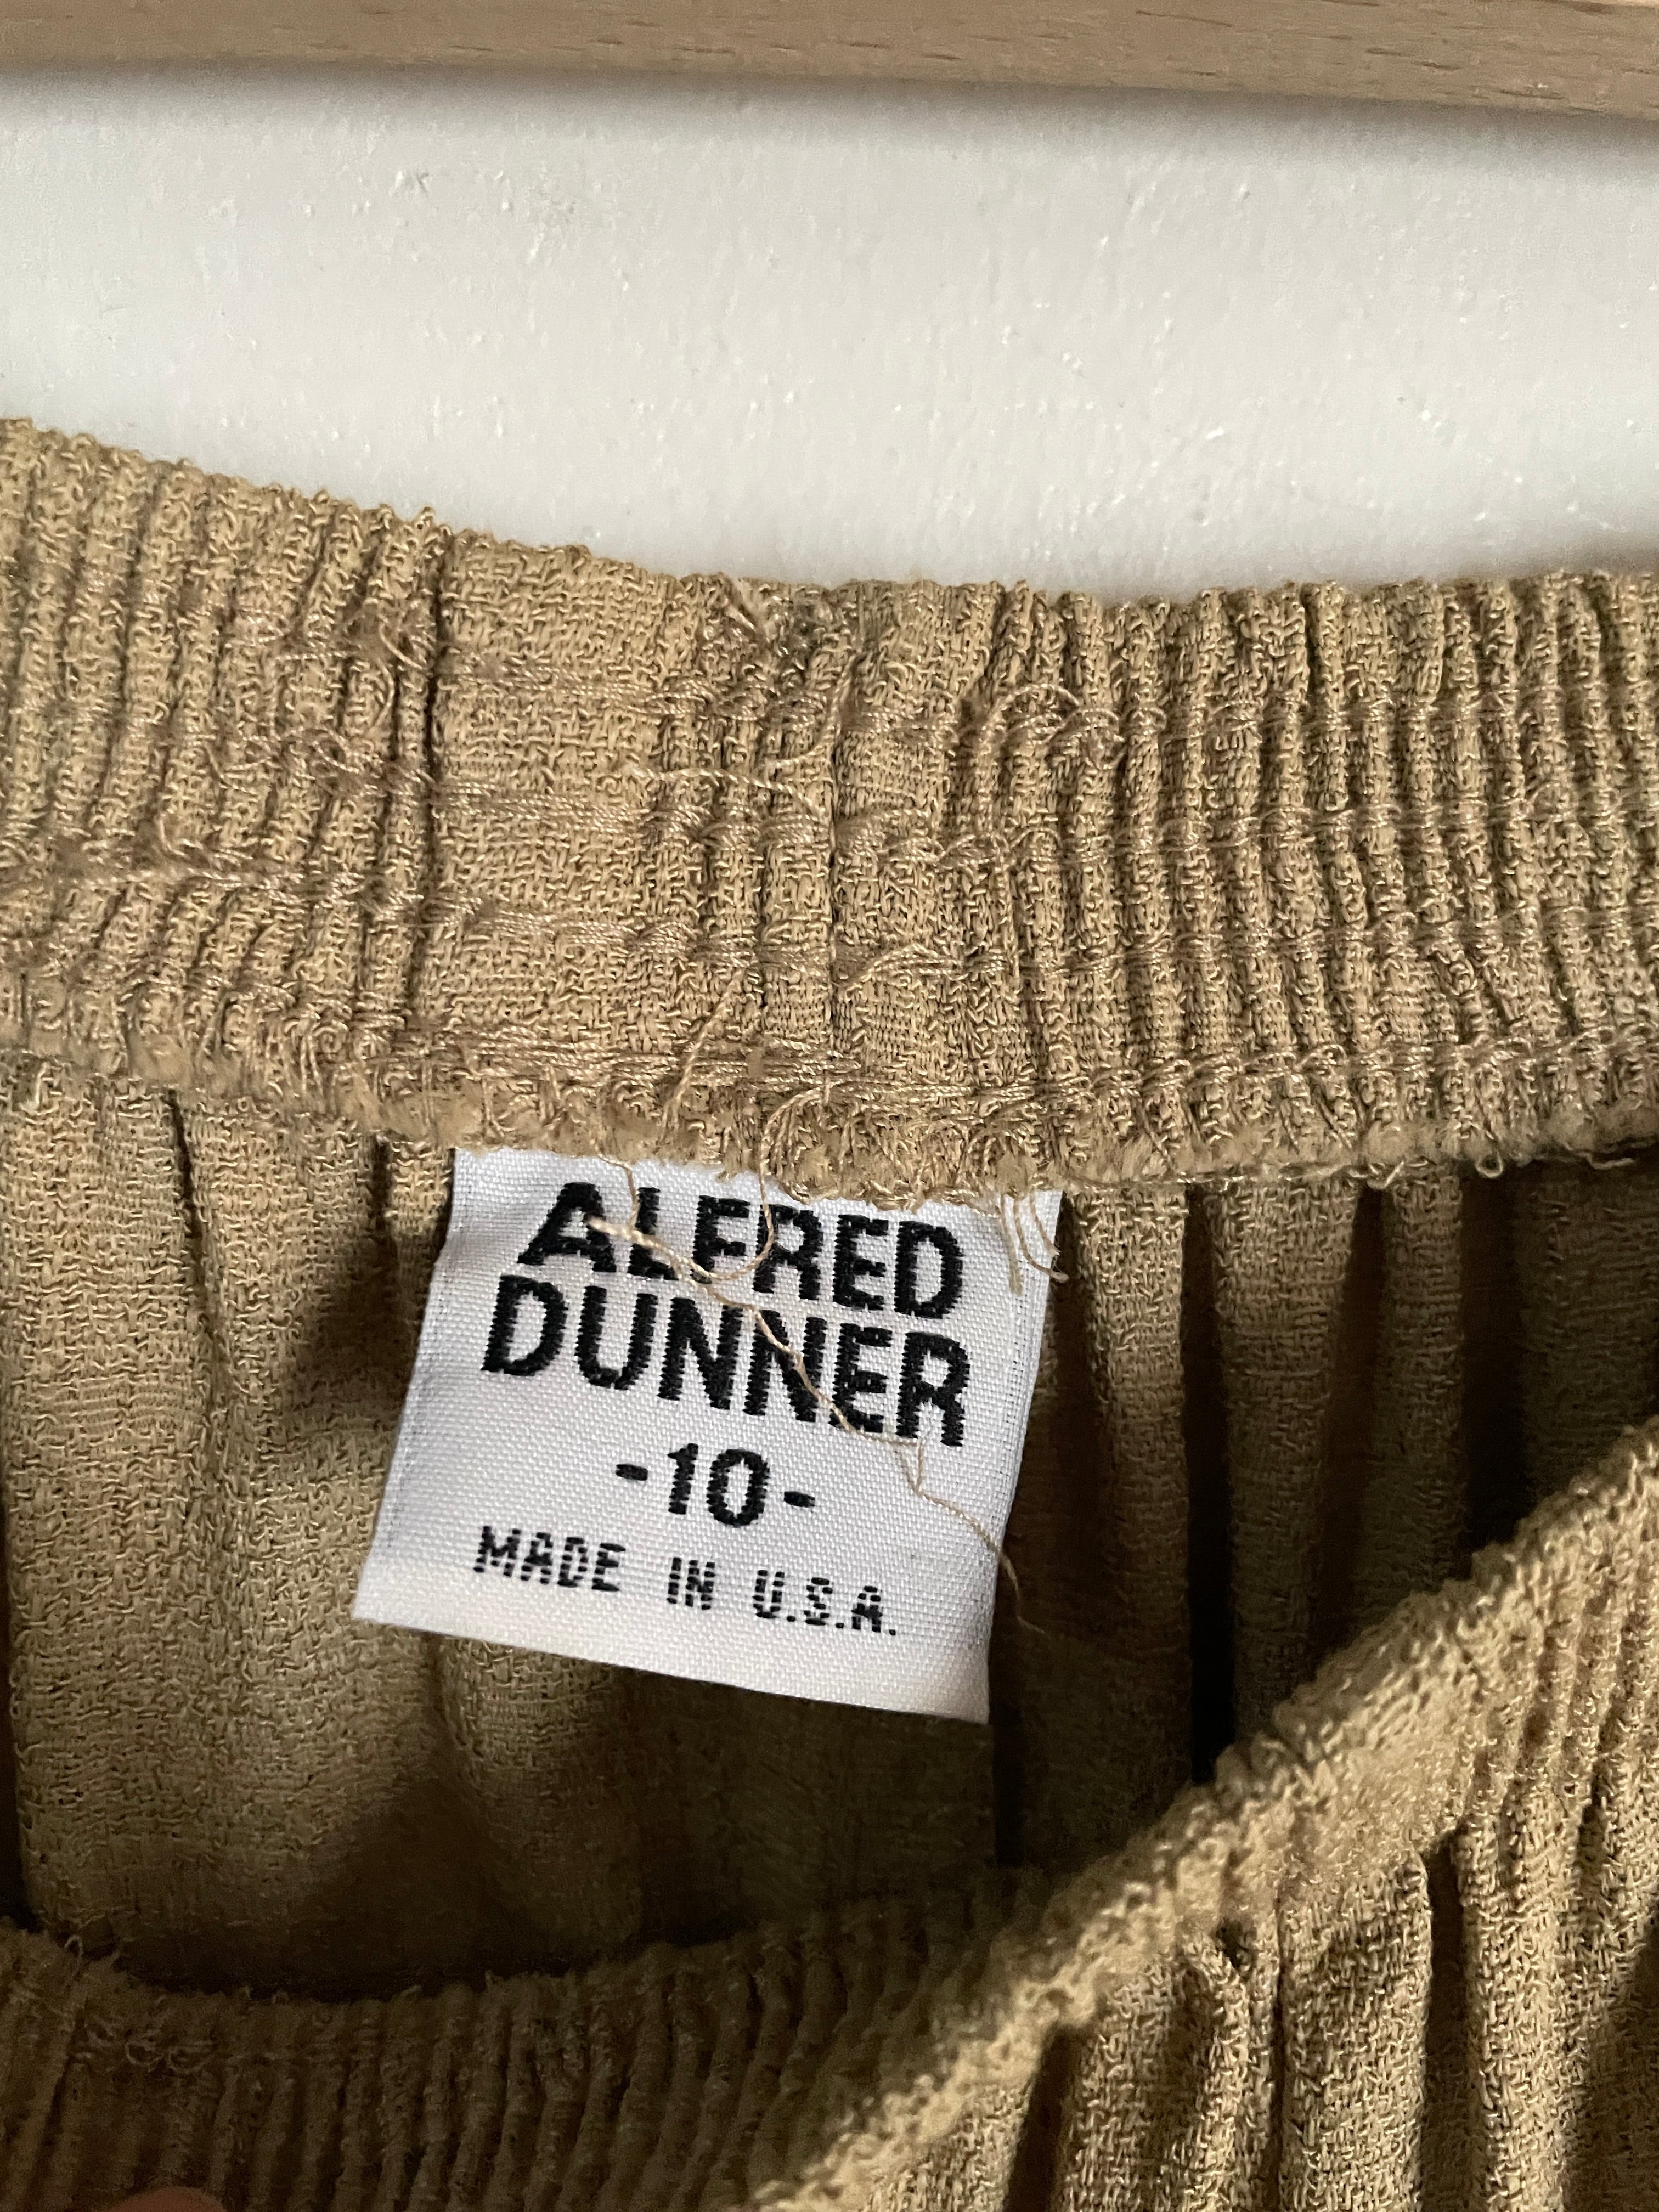 ALFRED
DUNNER
-10-
MADE IN U.S.A.